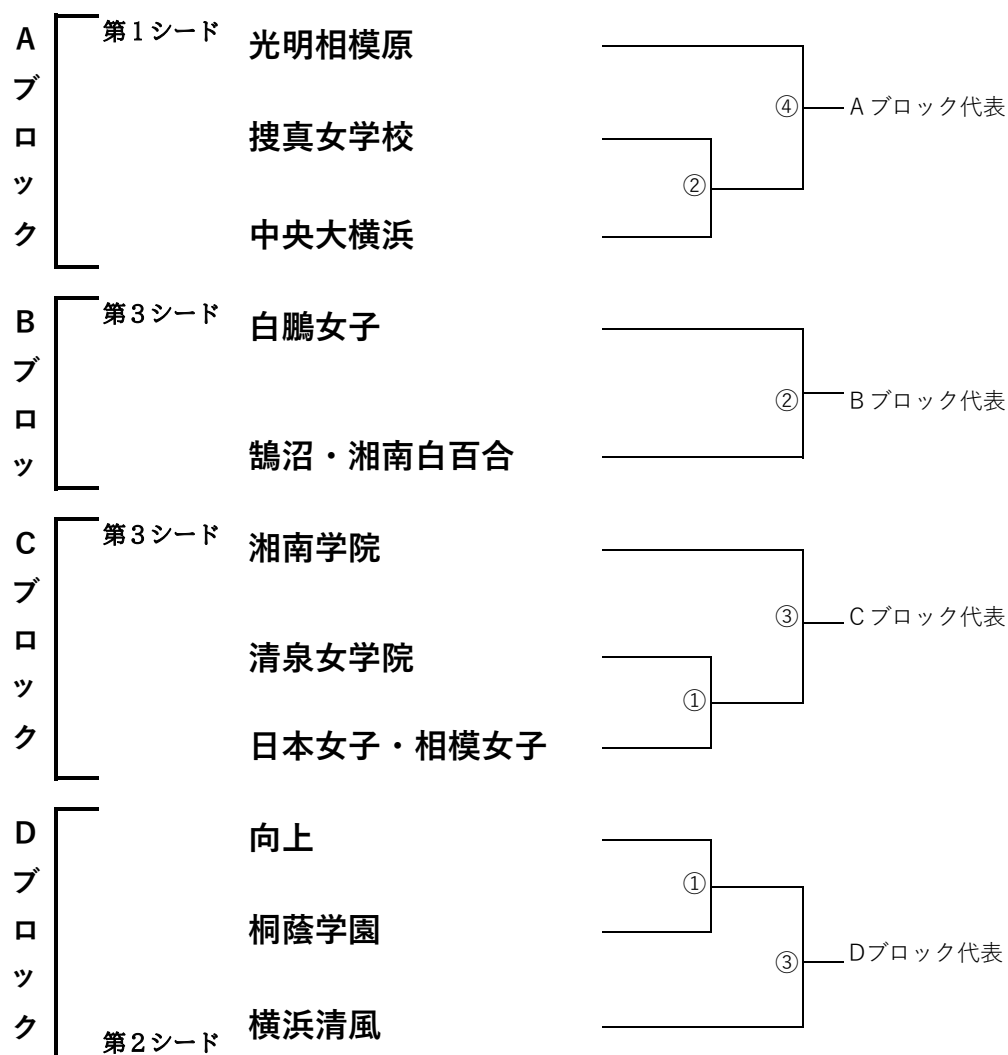 Aブロック
第１シード
光明相模原
④
Aブロック代表
捜真女学校
②
中央大横浜
Bブロッ
第３シード
白鵬女子
②
Bブロック代表
鵠沼・湘南白百合
Cブロック
第３シード
湘南学院
③
Cブロック代表
清泉女学院
①
日本女子・相模女子
Dブロック
向上
①
桐蔭学園
③
Dブロック代表
第２シード
横浜清風